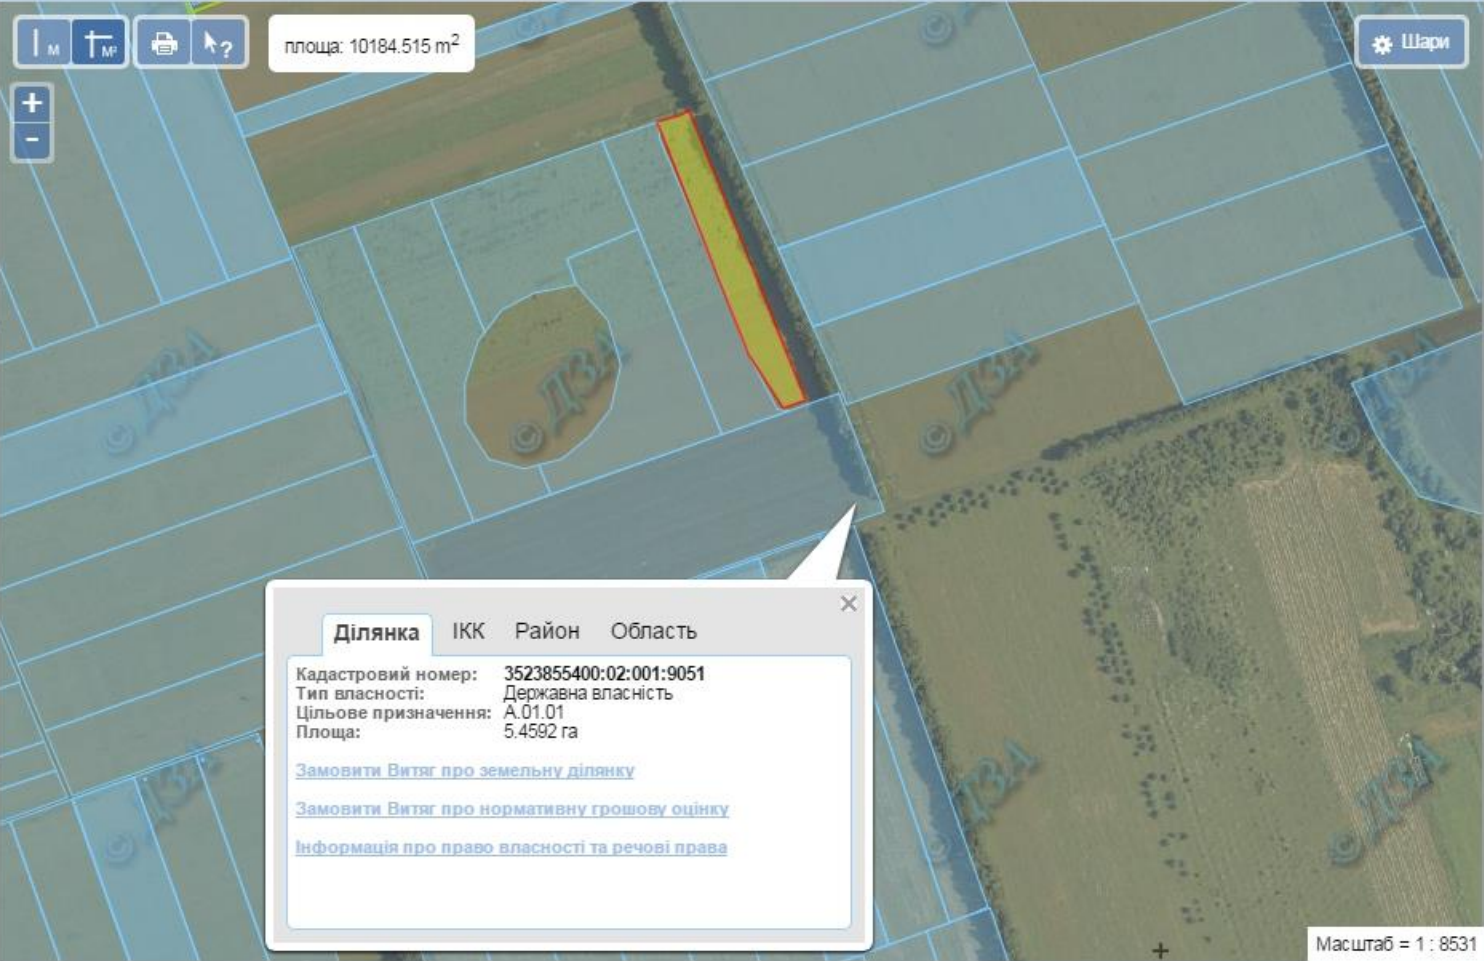 М
М²
?
площа: 10184.515 m²
Шари
+
-
© ДЗА
© ДЗА
© ДЗА
© ДЗА
Ділянка ІКК Район Область
Кадастровий номер: 3523855400:02:001:9051
Тип власності: Державна власність
Цільове призначення: А.01.01
Площа: 5.4592 га
Замовити Витяг про земельну ділянку
Замовити Витяг про нормативну грошову оцінку
Інформація про право власності та речові права
© ДЗА
© ДЗА
© ДЗА
Масштаб = 1 : 8531